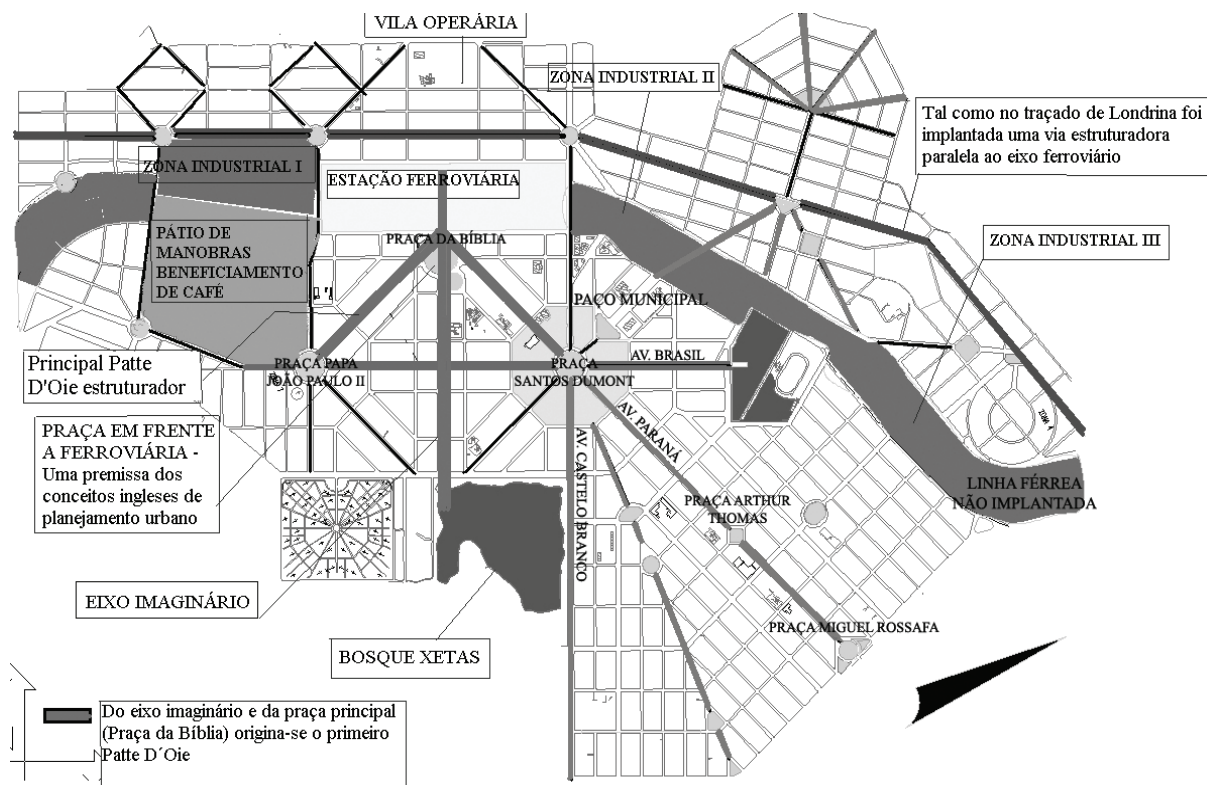 VILA OPERÁRIA
ZONA INDUSTRIAL II
Tal como no traçado de Londrina foi
implantada uma via estruturadora
paralela ao eixo ferroviário
ZONA INDUSTRIAL I
ESTAÇÃO FERROVIÁRIA
PÁTIO DE
MANOBRAS
BENEFICIAMENTO
DE CAFÉ
PRAÇA DA BÍBLIA
ZONA INDUSTRIAL III
PAÇO MUNICIPAL
Principal Patte
D'Oie estruturador
PRAÇA PAPA
JOÃO PAULO II
PRAÇA
SANTOS DUMONT
AV. BRASIL
PRAÇA EM FRENTE
A FERROVIÁRIA -
Uma premissa dos
conceitos ingleses de
planejamento urbano
AV. PARANÁ
AV. CASTELO BRANCO
LINHA FÉRREA
NÃO IMPLANTADA
PRAÇA ARTHUR
THOMAS
EIXO IMAGINÁRIO
PRAÇA MIGUEL ROSSAFA
BOSQUE XETAS
Do eixo imaginário e da praça principal
(Praça da Bíblia) origina-se o primeiro
Patte D´Oie